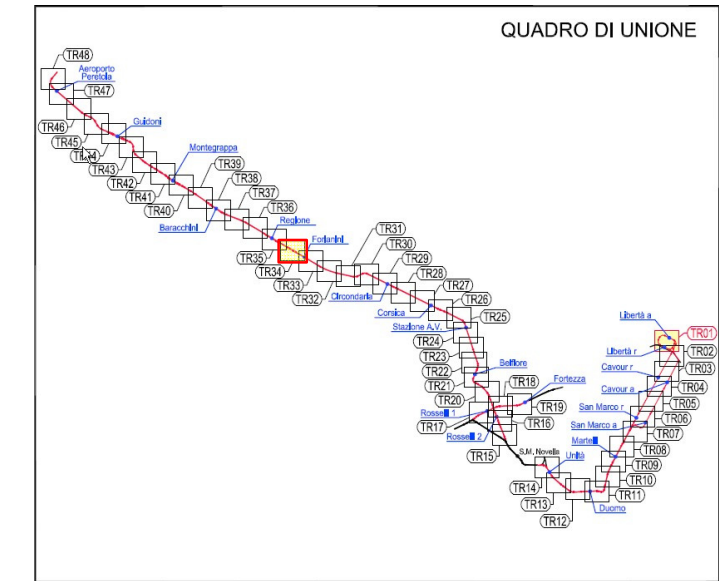 QUADRO DI UNIONE
TR48
Aeroporto
Peretola
TR47
TR46
Guidoni
TR45
TR43
Montegrappa
TR42
TR39
TR41
TR38
TR40
TR37
Baracchini
TR36
Regione
TR31
Forlanini
TR30
TR35
TR29
TR34
TR28
TR33
TR27
TR32
Circondaria
TR26
Corsica
TR25
Stazione A.V.
Libertà a
TR01
TR24
TR02
Libertà r
TR23
Belfiore
TR03
Cavour r
TR22
TR18
Fortezza
TR04
TR21
Cavour a
TR20
TR19
TR05
San Marco r
Rosselli 1
TR06
TR17
TR16
San Marco a
TR07
Rosselli 2
Martelli
TR08
TR15
S.M. Novella
Unità
TR09
TR14
TR10
TR13
TR11
TR12
Duomo